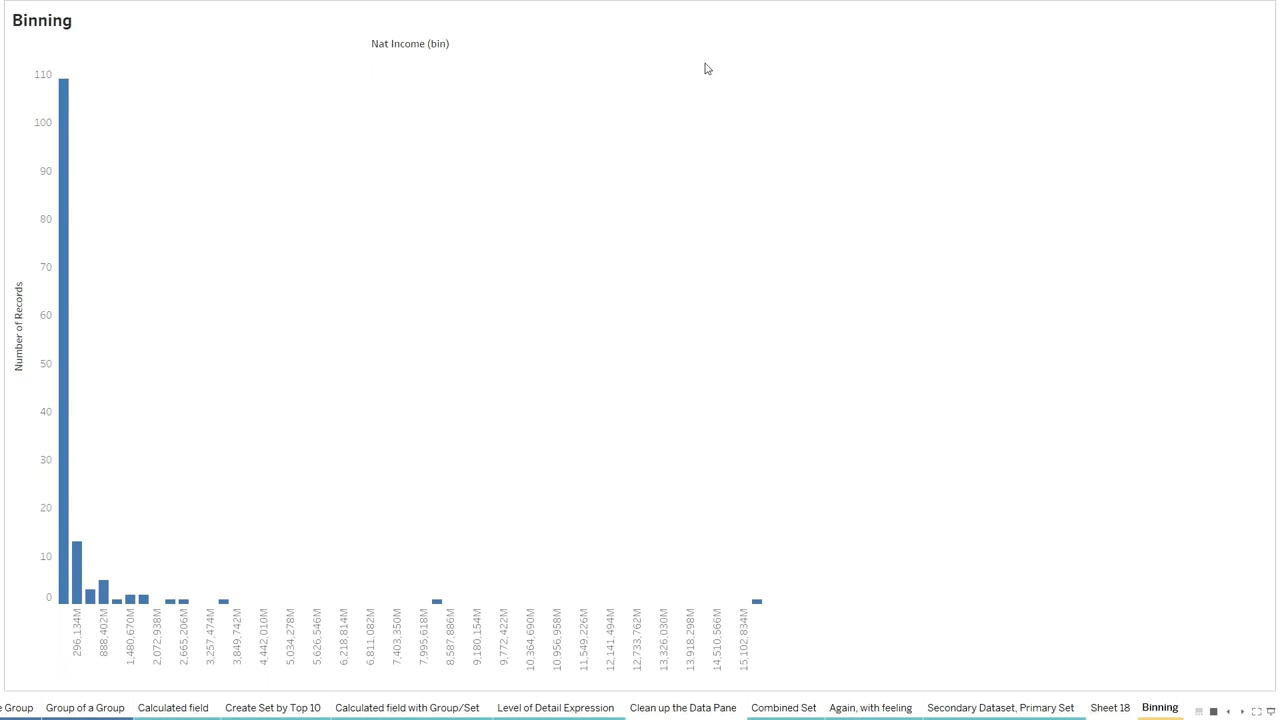 Binning
Nat Income (bin)
110
100
90
80
70
60
50
40
30
20
10
0
Number of Records
296,134M
888,402M
1,480,670M
2,072,938M
2,665,206M
3,257,474M
3,849,742M
4,442,010M
5,034,278M
5,626,546M
6,218,814M
6,811,082M
7,403,350M
7,995,618M
8,587,886M
9,180,154M
9,772,422M
10,364,690M
10,956,958M
11,549,226M
12,141,494M
12,733,762M
13,326,030M
13,918,298M
14,510,566M
15,102,834M
e Group Group of a Group Calculated field Create Set by Top 10 Calculated field with Group/Set Level of Detail Expression Clean up the Data Pane Combined Set Again, with feeling Secondary Dataset, Primary Set Sheet 18 Binning